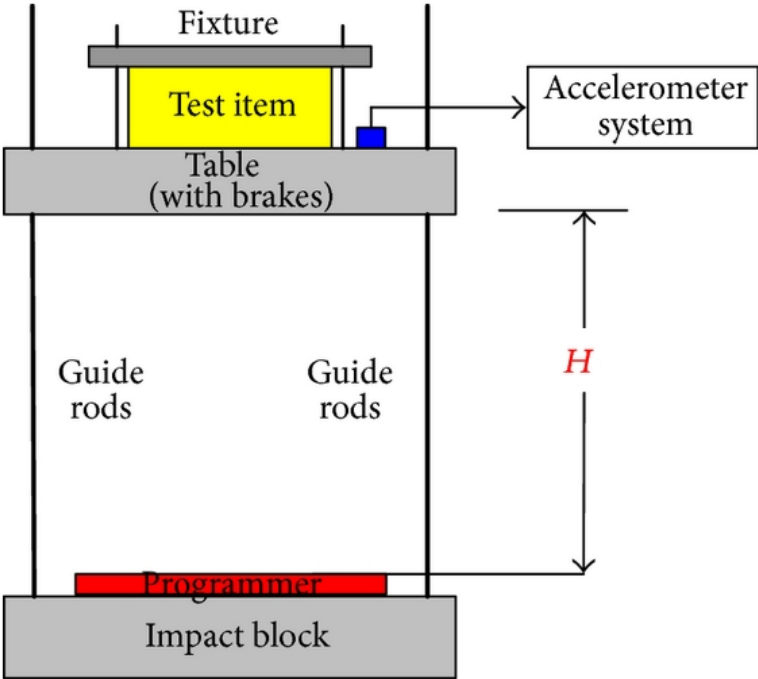 Fixture
Test item
Accelerometer
system
Table
(with brakes)
Guide
rods
Guide
rods
H
Programmer
Impact block